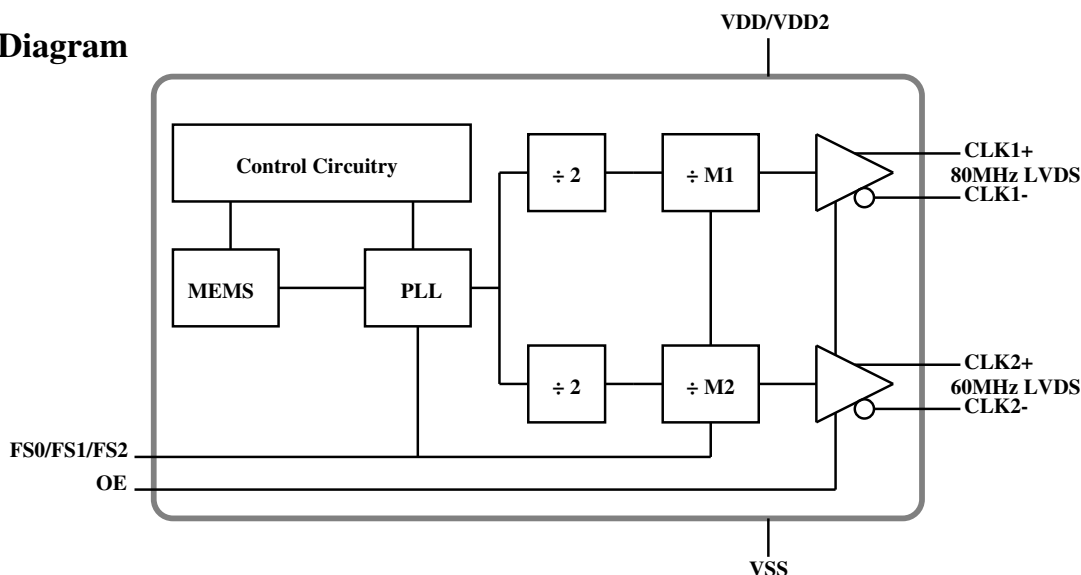 VDD/VDD2
Diagram
Control Circuitry
÷ 2
÷ M1
CLK1+
80MHz LVDS
CLK1-
MEMS
PLL
÷ 2
÷ M2
CLK2+
60MHz LVDS
CLK2-
FS0/FS1/FS2
OE
VSS